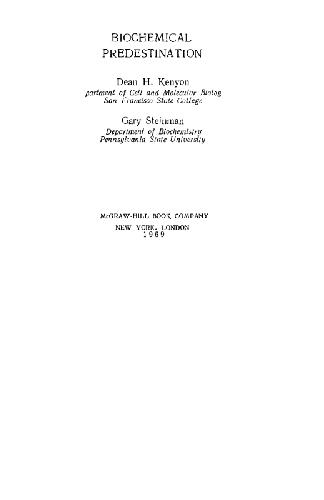 BIOCHEMICAL
PREDESTINATION
Dean H. Kenyon
partment of Cell and Molecular Biolog
San Francisco State College
Gary Steinman
Department of Biochemistry
Pennsylvania State University
McGRAW-HILL BOOK COMPANY
NEW YORK, LONDON
1969